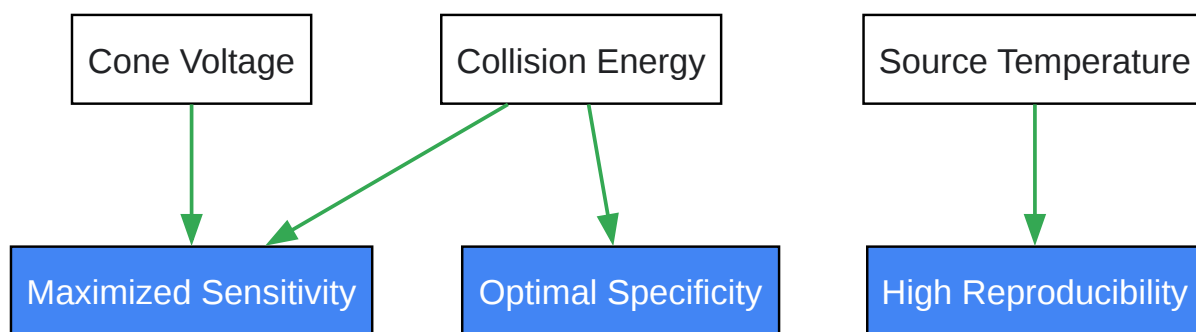 Cone Voltage
Collision Energy
Source Temperature
Maximized Sensitivity
Optimal Specificity
High Reproducibility